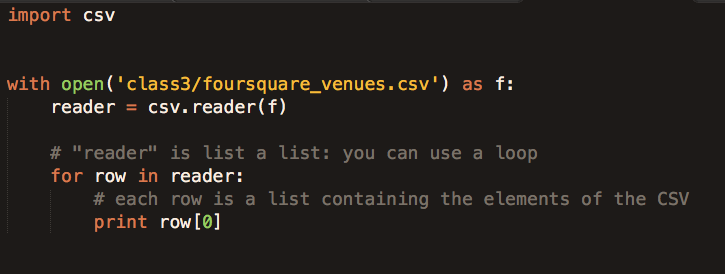 import csv
with open('class3/foursquare_venues.csv') as f:
reader = csv.reader(f)
# "reader" is list a list: you can use a loop
for row in reader:
# each row is a list containing the elements of the CSV
print row[0]